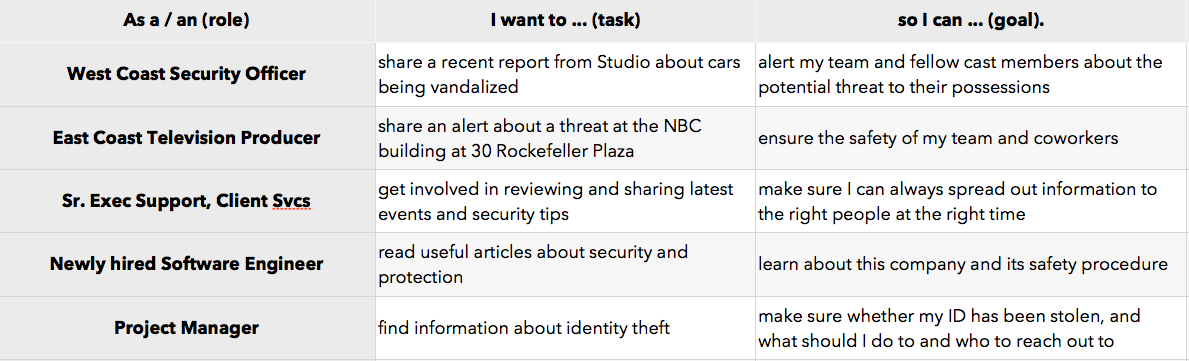 As a / an (role)
I want to ... (task)
so I can ... (goal).
West Coast Security Officer
share a recent report from Studio about cars
being vandalized
alert my team and fellow cast members about the
potential threat to their possessions
East Coast Television Producer
share an alert about a threat at the NBC
building at 30 Rockefeller Plaza
ensure the safety of my team and coworkers
Sr. Exec Support, Client Svcs
get involved in reviewing and sharing latest
events and security tips
make sure I can always spread out information to
the right people at the right time
Newly hired Software Engineer
read useful articles about security and
protection
learn about this company and its safety procedure
Project Manager
find information about identity theft
make sure whether my ID has been stolen, and
what should I do to and who to reach out to